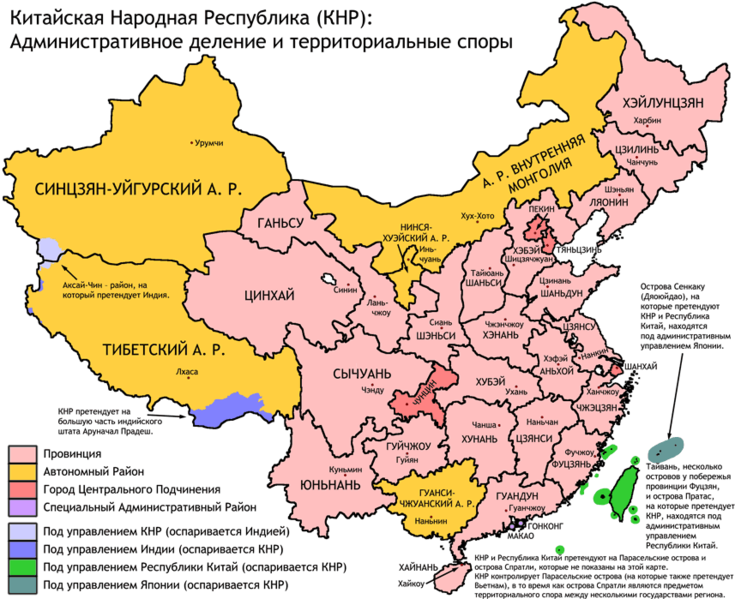 Китайская Народная Республика (КНР):
Административное деление и территориальные споры
ХЭЙЛУНЦЗЯН
Харбин
ЦЗИЛИНЬ
Чанчунь
Шэньян
ЛЯОНИН
А. Р. ВНУТРЕННЯЯ
МОНГОЛИЯ
Хух-Хото
Урумчи
СИНЦЗЯН-УЙГУРСКИЙ А. Р.
ГАНЬСУ
НИНСЯ-
ХУЭЙСКИЙ А. Р.
Инь-
чуань
ПЕКИН
ТЯНЬЦЗИНЬ
ХЭБЭЙ
Шицзячжуан
Тайюань
ШАНЬСИ
Цзинань
ШАНЬДУН
Аксай-Чин – район, на
который претендует Индия.
ЦИНХАЙ
Синин
Лань-
чжоу
Сиань
ШЭНЬСИ
Чжэнчжоу
ХЭНАНЬ
ЦЗЯНСУ
Нанкин
Хэфэй
АНЬХОЙ
ШАНХАЙ
Острова Сенкаку
(Дяоюйдао), на
которые претендуют
КНР и Республика
Китай, находятся
под административным
управлением Японии.
ТИБЕТСКИЙ А. Р.
Лхаса
СЫЧУАНЬ
Чэнду
ЧУНЦИН
ХУБЭЙ
Ухань
Ханчжоу
ЧЖЭЦЗЯН
КНР претендует на
большую часть индийского
штата Аруначал Прадеш.
Чанша
ХУНАНЬ
Наньчан
ЦЗЯНСИ
Фучжоу
ФУЦЗЯНЬ
ГУЙЧЖОУ
Гуйян
Куньмин
ЮНЬНАНЬ
ГУАНСИ-
ЧЖУАНСКИЙ А. Р.
Наньнин
ГУАНДУН
Гуанчжоу
ГОНКОНГ
МАКАО
ХАЙНАНЬ
Хайкоу
Тайвань, несколько
островов у побережья
провинции Фуцзян,
и острова Пратас,
на которые претендует
КНР, находятся под
административным
управлением
Республики Китай.
КНР и Республика Китай претендуют на Парасельские острова и
острова Спратли, которые не показаны на этой карте.
КНР контролирует Парасельские острова (на которые также претендует
Вьетнам), в то время как острова Спратли являются предметом
территориального спора между несколькими государствами региона.
Провинция
Автономный Район
Город Центрального Подчинения
Специальный Административный Район
Под управлением КНР (оспаривается Индией)
Под управлением Индии (оспаривается КНР)
Под управлением Республики Китай (оспаривается КНР)
Под управлением Японии (оспаривается КНР)